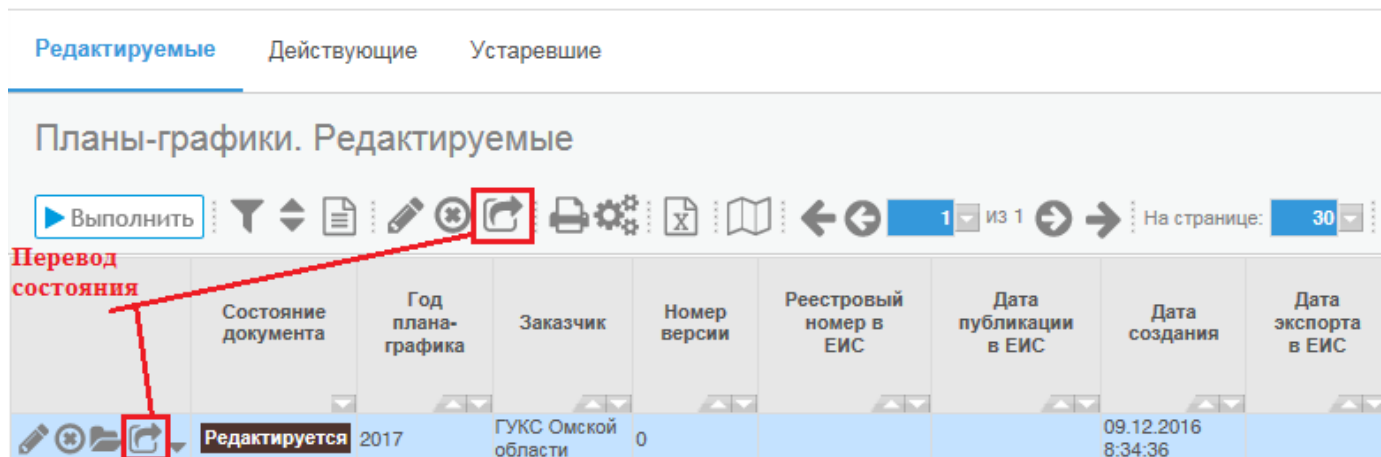 Редактируемые Действующие Устаревшие
Планы-графики. Редактируемые
Выполнить 1 из 1 На странице: 30
Перевод
состояния
Состояние
документа
Год
плана-
графика
Заказчик
Номер
версии
Реестровый
номер в
ЕИС
Дата
публикации
в ЕИС
Дата
создания
Дата
экспорта
в ЕИС
Редактируется 2017 ГУКС Омской
области 0 09.12.2016
8:34:36